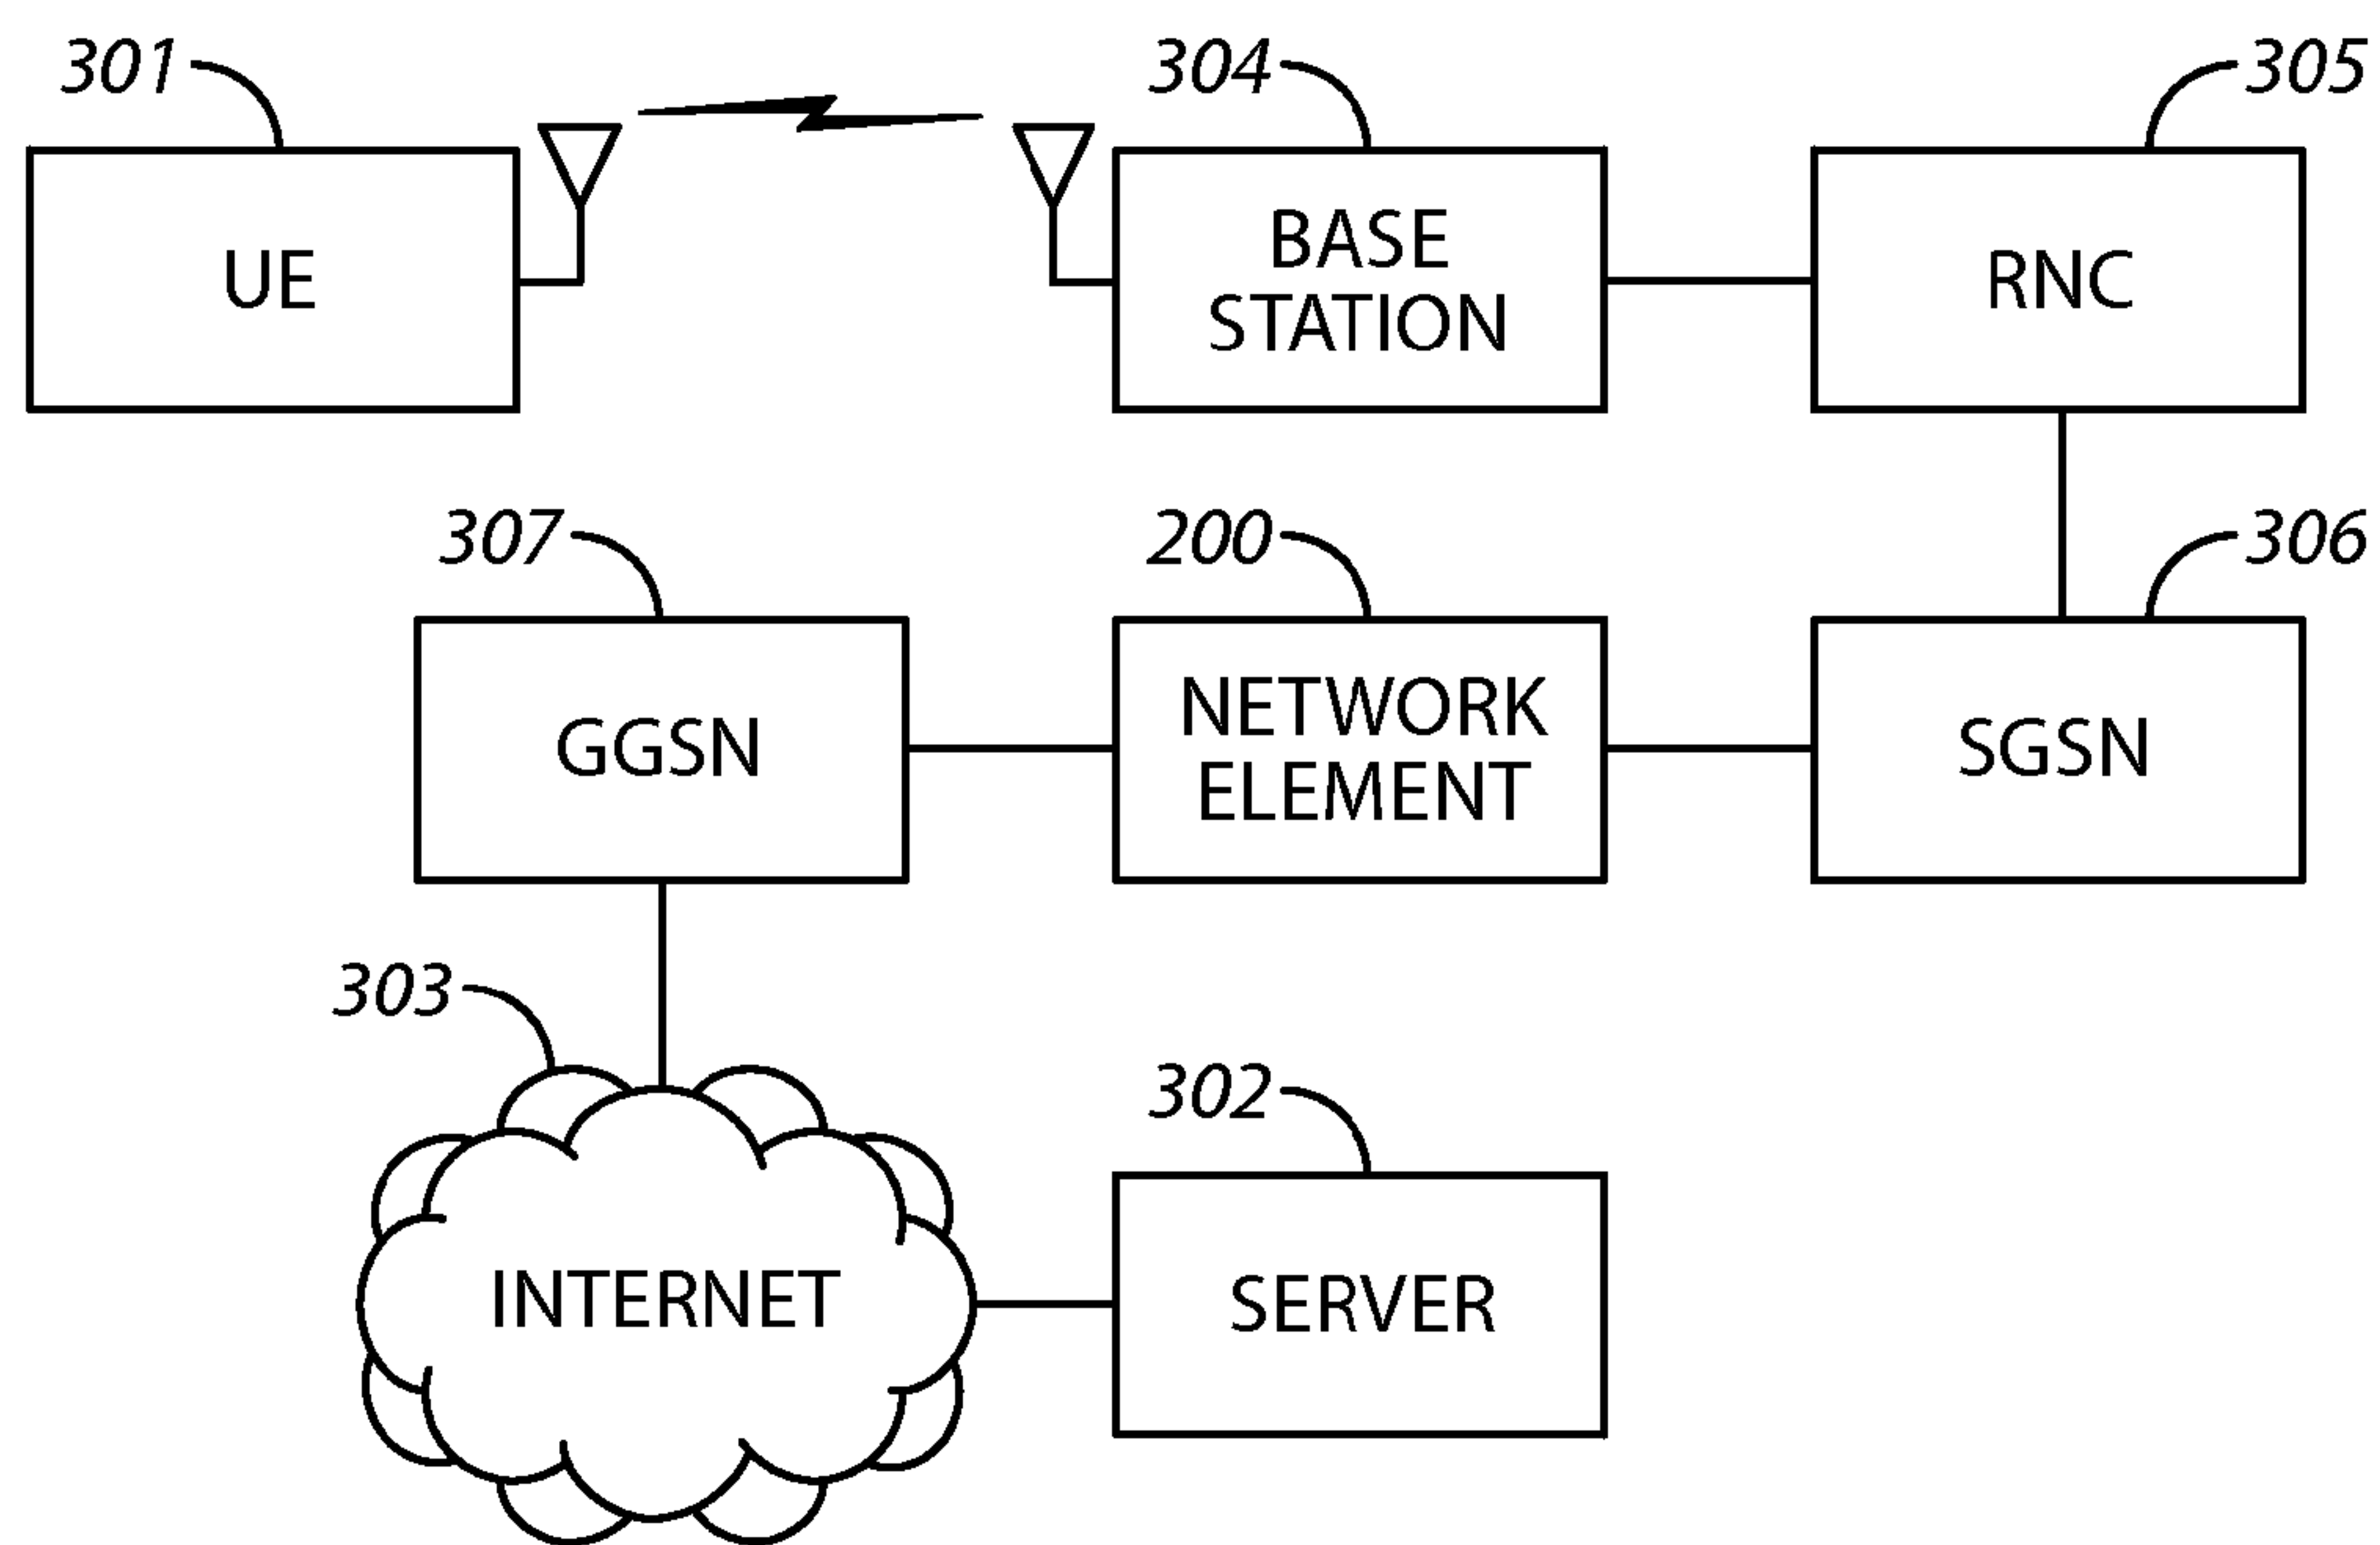 301
304
305
UE
BASE
STATION
RNC
307
200
306
GGSN
NETWORK
ELEMENT
SGSN
303
302
INTERNET
SERVER